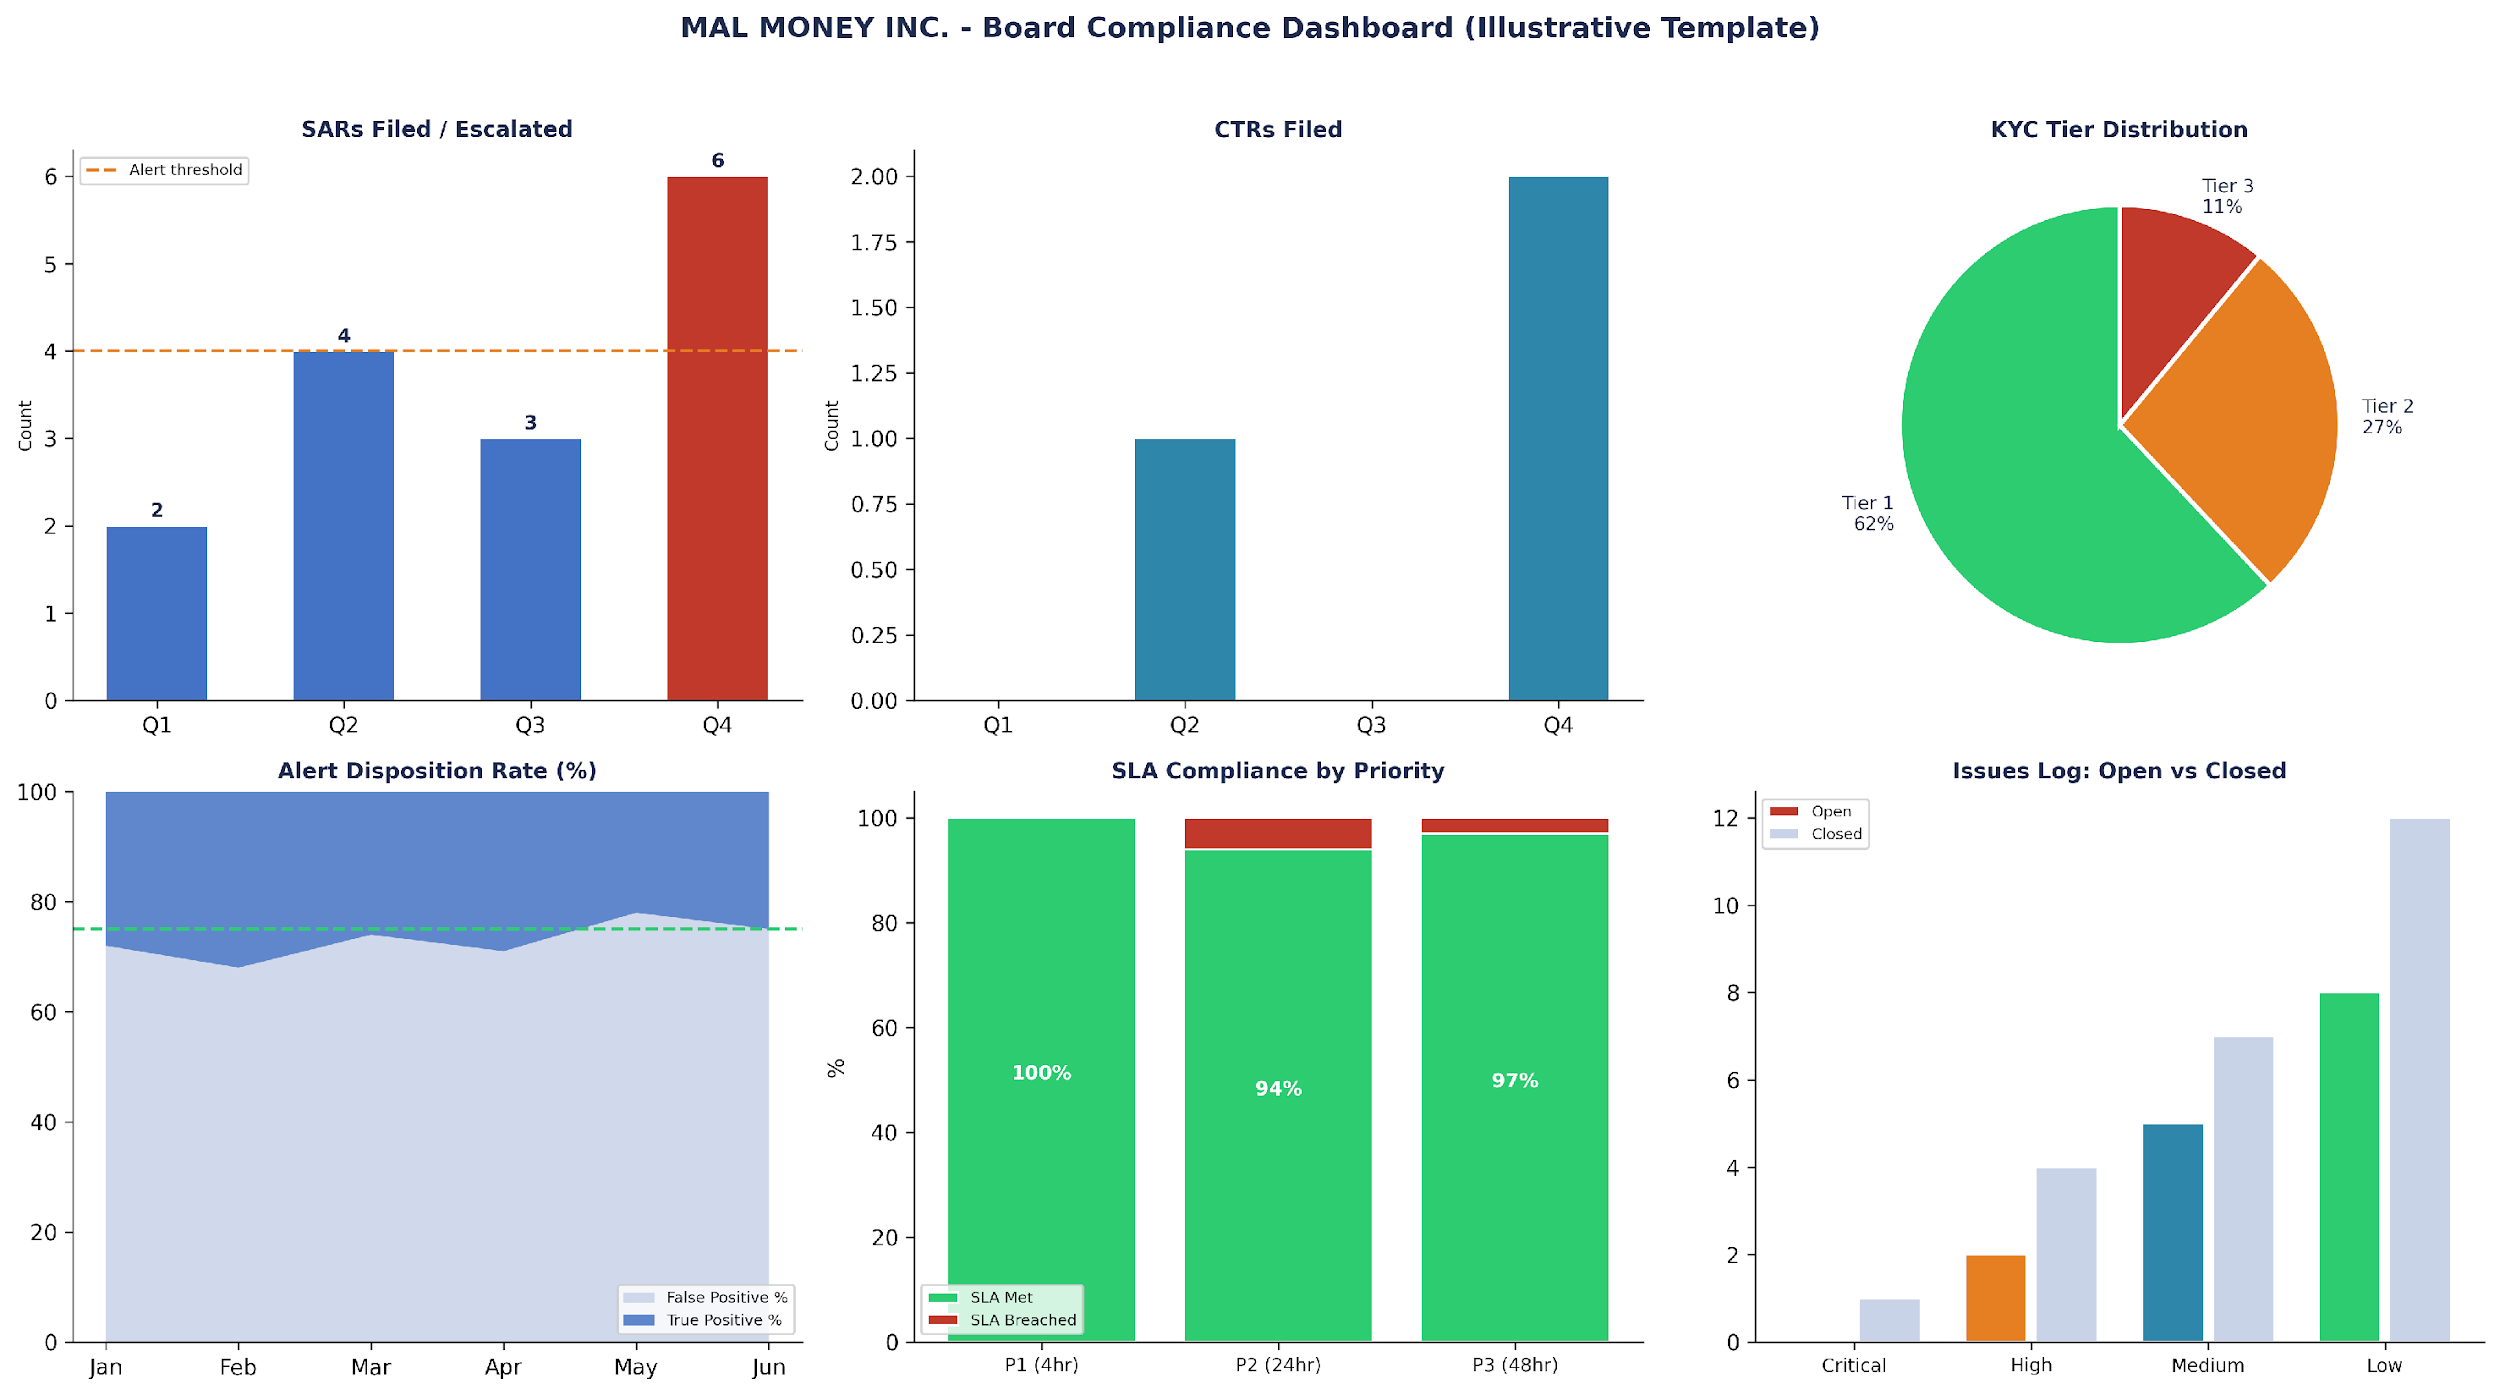 MAL MONEY INC. - Board Compliance Dashboard (Illustrative Template)
SARs Filed / Escalated
Alert threshold
6
5
4
3
2
1
0
Count
2
4
3
6
Q1
Q2
Q3
Q4
CTRs Filed
2.00
1.75
1.50
1.25
1.00
0.75
0.50
0.25
0.00
Count
Q1
Q2
Q3
Q4
KYC Tier Distribution
Tier 3
11%
Tier 2
27%
Tier 1
62%
Alert Disposition Rate (%)
100
80
60
40
20
0
False Positive %
True Positive %
Jan
Feb
Mar
Apr
May
Jun
SLA Compliance by Priority
100
80
60
40
20
0
%
100%
94%
97%
SLA Met
SLA Breached
P1 (4hr)
P2 (24hr)
P3 (48hr)
Issues Log: Open vs Closed
Open
Closed
12
10
8
6
4
2
0
Critical
High
Medium
Low